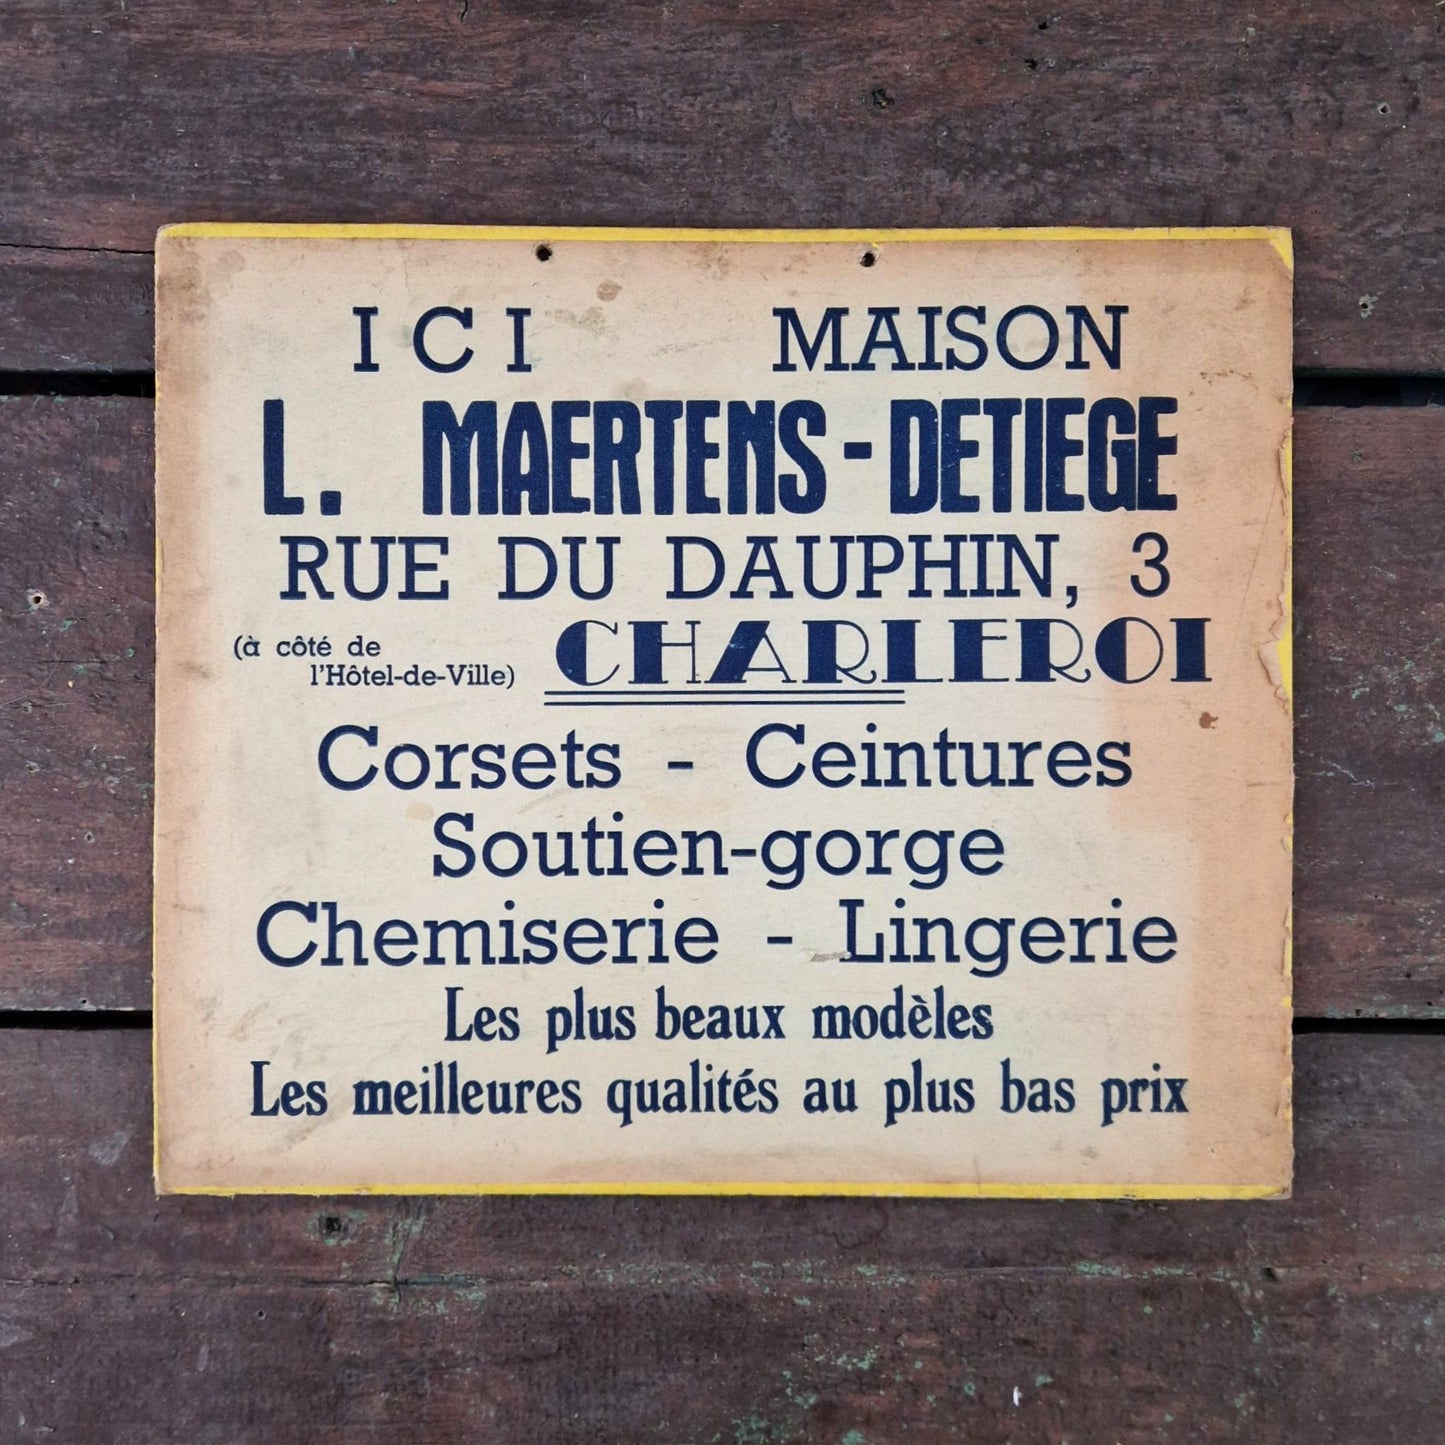 ICI MAISON
L. MAERTENS-DETIEGE
RUE DU DAUPHIN, 3
(à côté de
l'Hôtel-de-Ville) CHARLEROI
Corsets - Ceintures
Soutien-gorge
Chemiserie - Lingerie
Les plus beaux modèles
Les meilleures qualités au plus bas prix